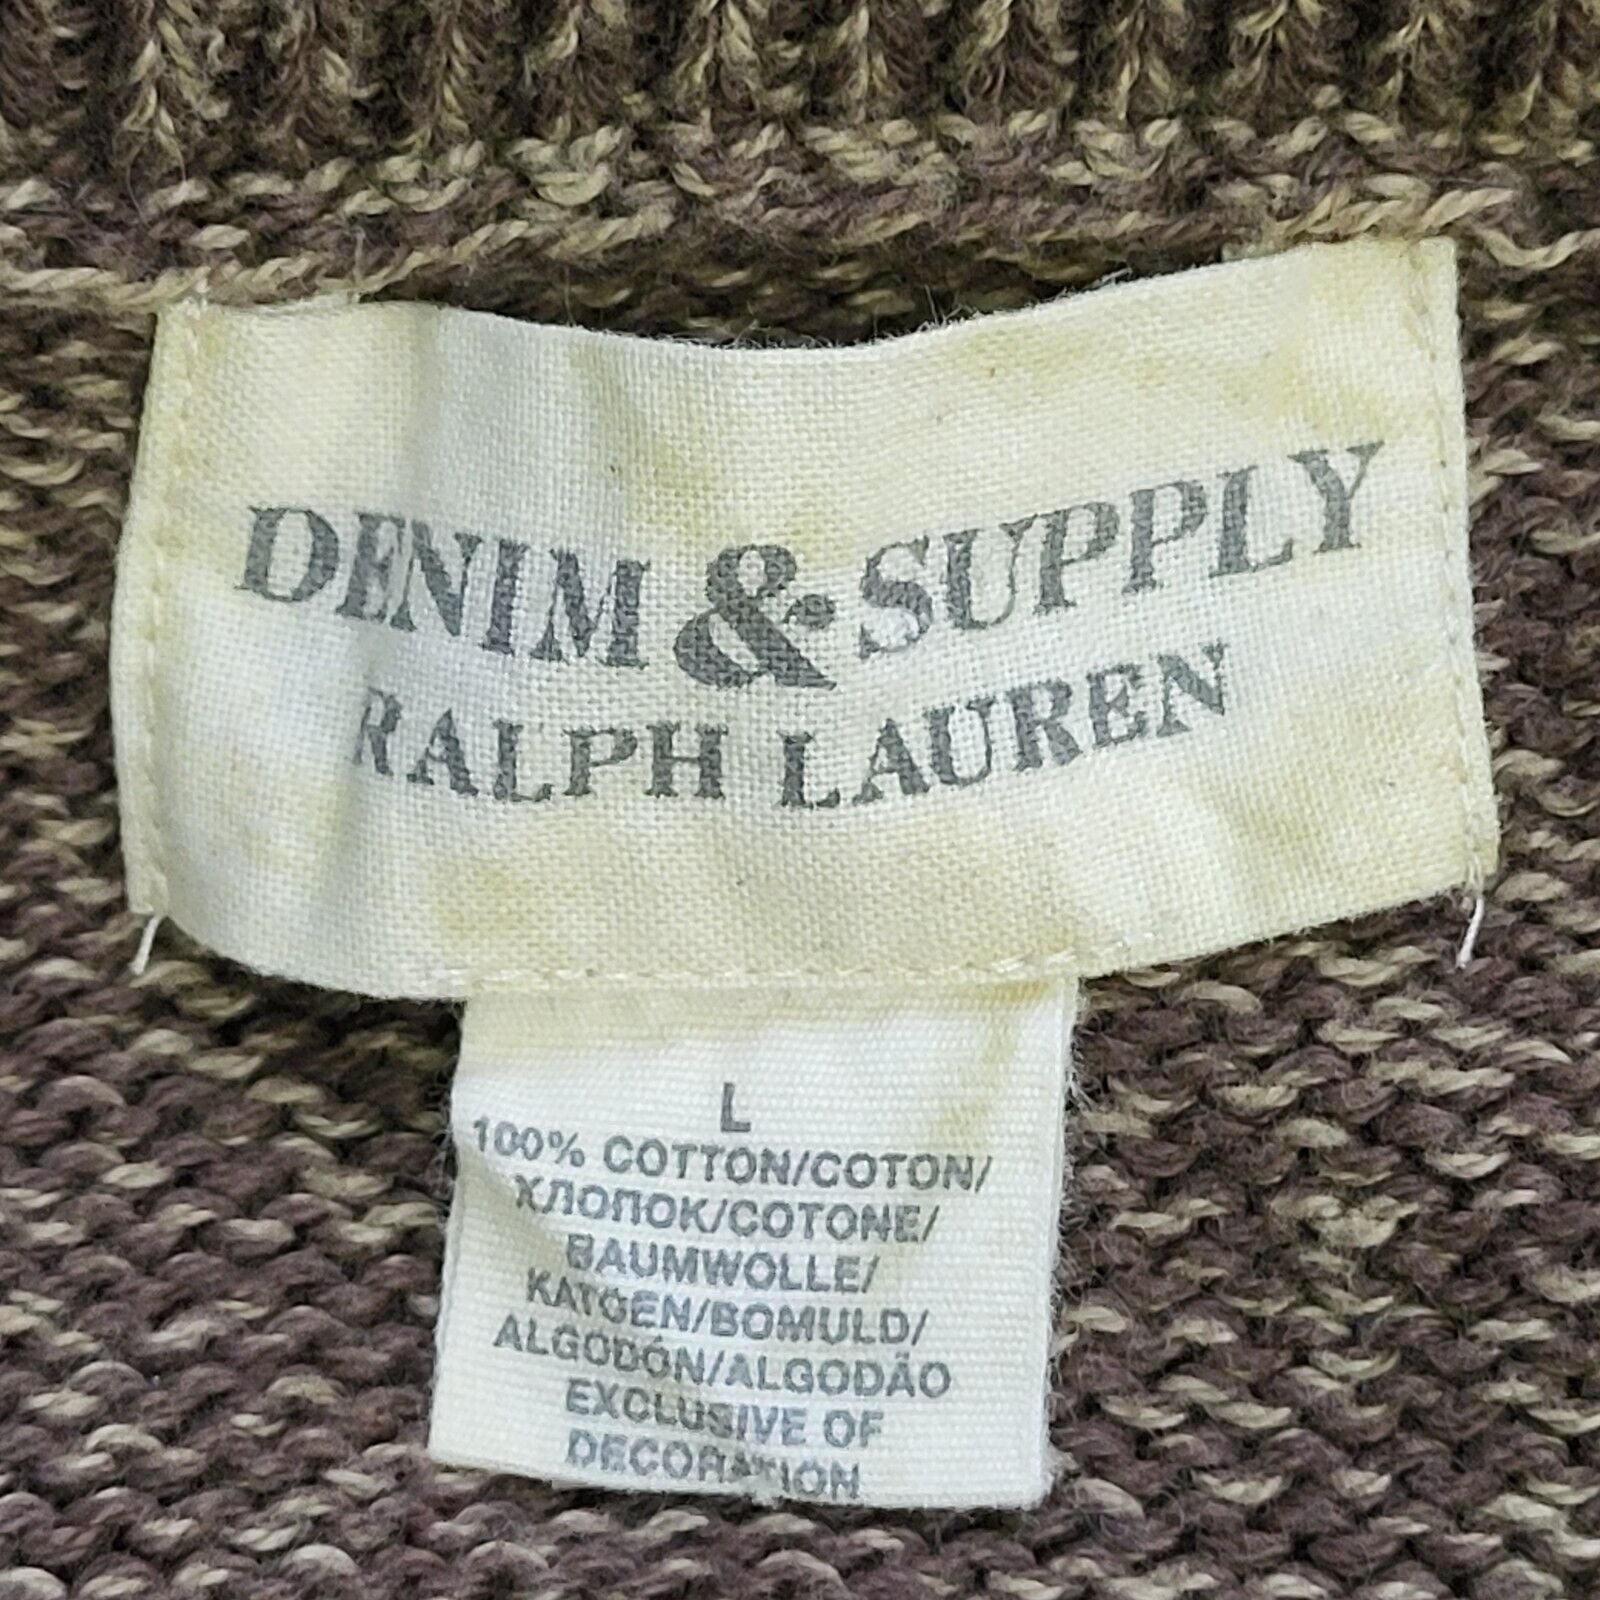 DENIM & SUPPLY
RALPH LAUREN
L
100% COTTON/COTON/
ХЛОПОК/COTONE/
BAUMWOLLE/
KATOEN/BOMULD/
ALGODÓN/ALGODÃO
EXCLUSIVE OF
DECORATION